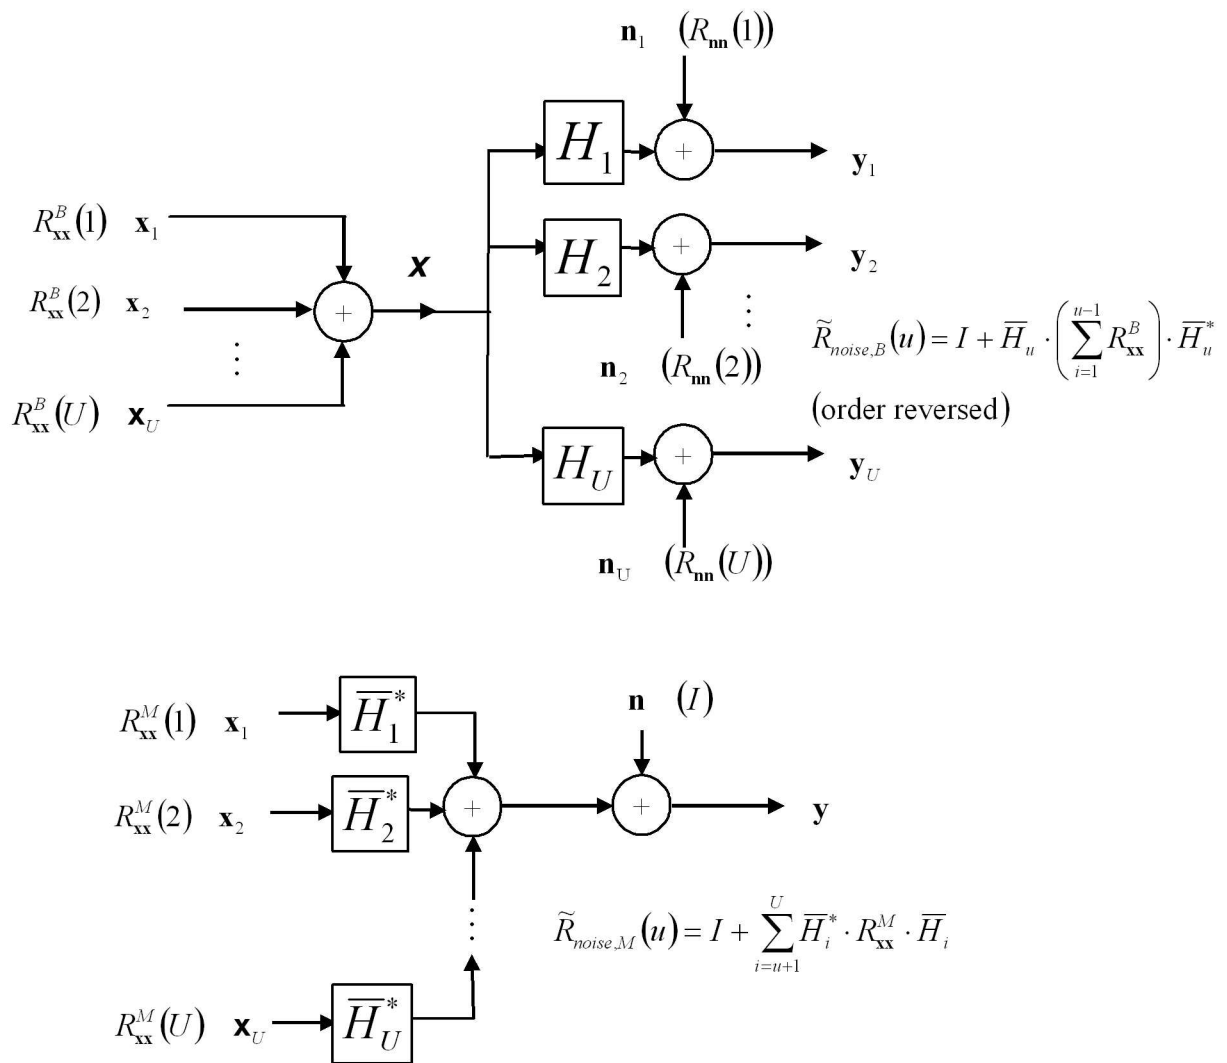 n₁ (R_nn(1))
H₁ + y₁
R^B_xx(1) x₁
H₂ + y₂
x
R^B_xx(2) x₂ +
⋮ ⋮
n₂ (R_nn(2))
R̃_noise,B(u) = I + H̅_u · (∑_{i=1}^{u-1} R^B_xx) · H̅_u^*
(order reversed)
R^B_xx(U) x_U
H_U + y_U
n_U (R_nn(U))
R^M_xx(1) x₁ H̅₁^*
n (I)
R^M_xx(2) x₂ H̅₂^* + + y
⋮ ⋮
R̃_noise,M(u) = I + ∑_{i=u+1}^{U} H̅_i^* · R^M_xx · H̅_i
R^M_xx(U) x_U H̅_U^*